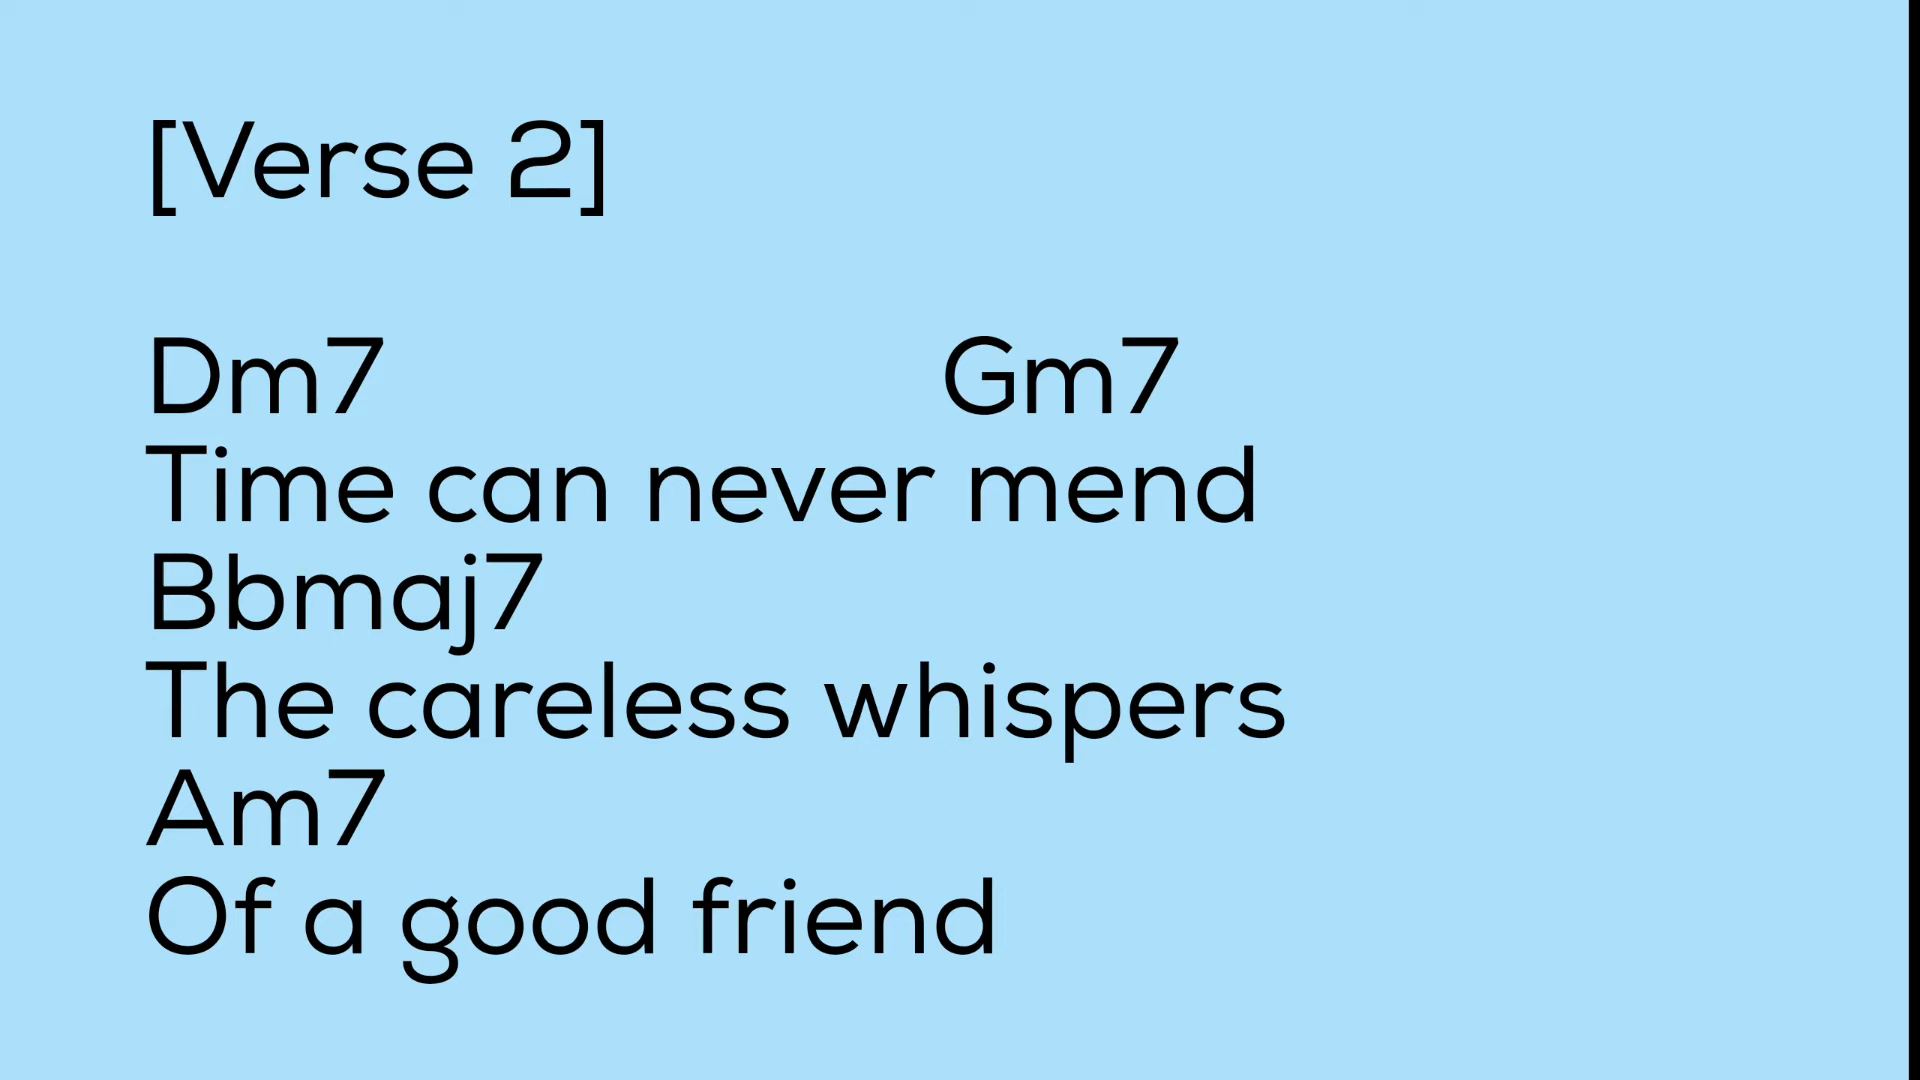 [Verse 2]
Dm7 Gm7
Time can never mend
Bbmaj7
The careless whispers
Am7
Of a good friend